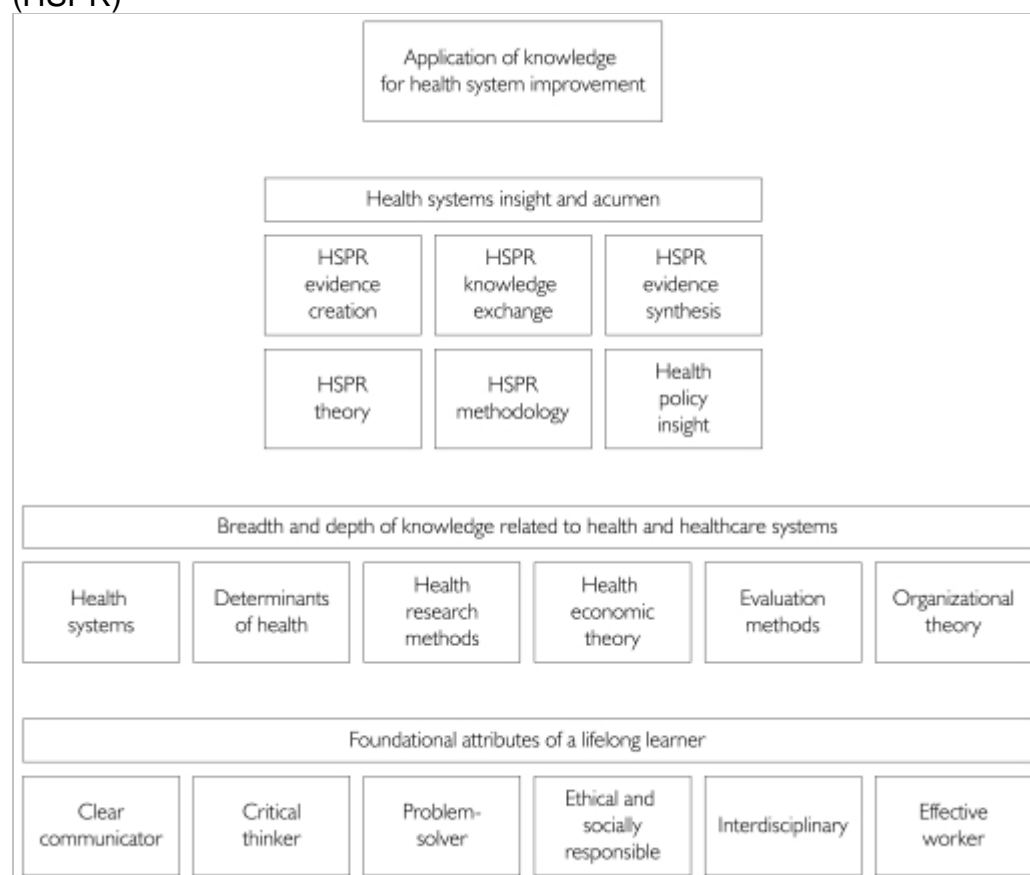 (HSPR)
Application of knowledge
for health system improvement
Health systems insight and acumen
HSPR
evidence
creation
HSPR
knowledge
exchange
HSPR
evidence
synthesis
HSPR
theory
HSPR
methodology
Health
policy
insight
Breadth and depth of knowledge related to health and healthcare systems
Health
systems
Determinants
of health
Health
research
methods
Health
economic
theory
Evaluation
methods
Organizational
theory
Foundational attributes of a lifelong learner
Clear
communicator
Critical
thinker
Problem-
solver
Ethical and
socially
responsible
Interdisciplinary
Effective
worker